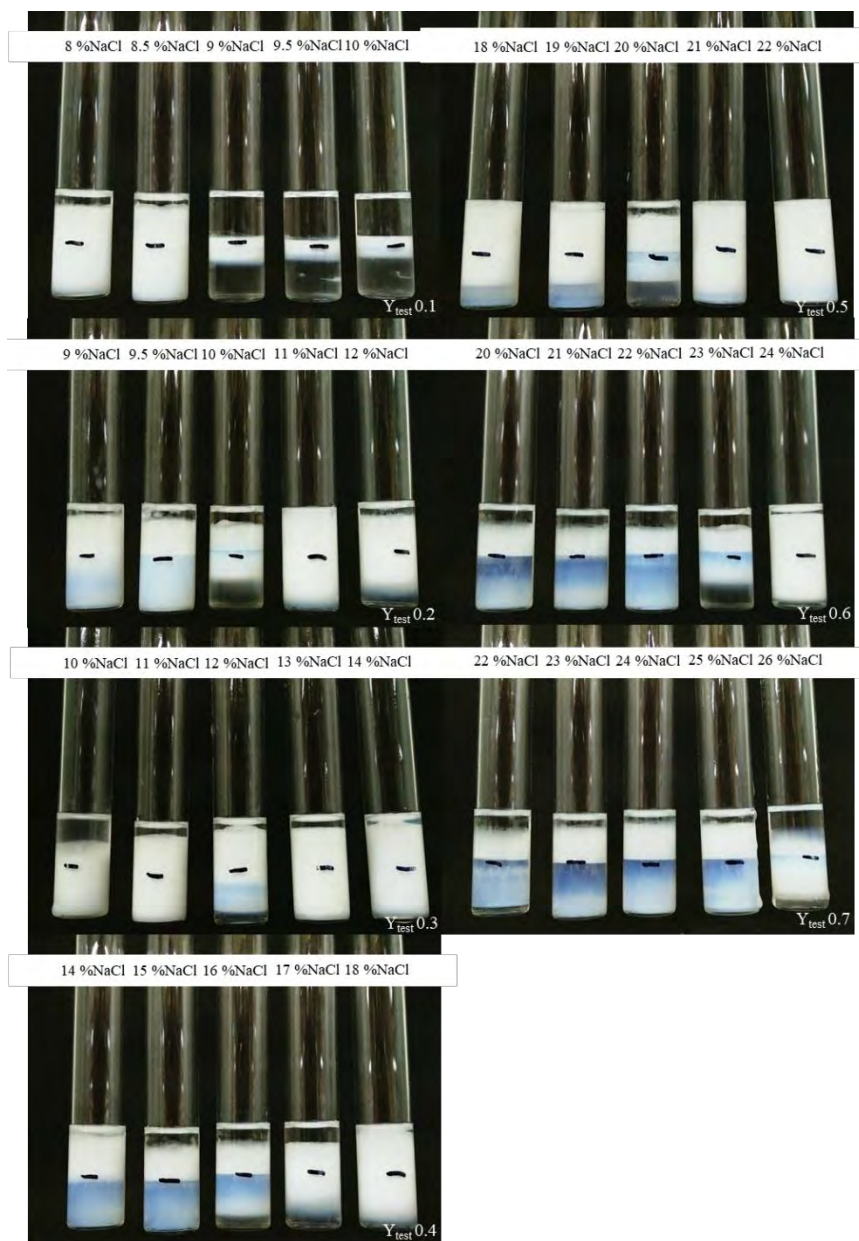 8 %NaCl 8.5 %NaCl 9 %NaCl 9.5 %NaCl 10 %NaCl
Ytest 0.1
18 %NaCl 19 %NaCl 20 %NaCl 21 %NaCl 22 %NaCl
Ytest 0.5
9 %NaCl 9.5 %NaCl 10 %NaCl 11 %NaCl 12 %NaCl
Ytest 0.2
20 %NaCl 21 %NaCl 22 %NaCl 23 %NaCl 24 %NaCl
Ytest 0.6
10 %NaCl 11 %NaCl 12 %NaCl 13 %NaCl 14 %NaCl
Ytest 0.3
22 %NaCl 23 %NaCl 24 %NaCl 25 %NaCl 26 %NaCl
Ytest 0.7
14 %NaCl 15 %NaCl 16 %NaCl 17 %NaCl 18 %NaCl
Ytest 0.4